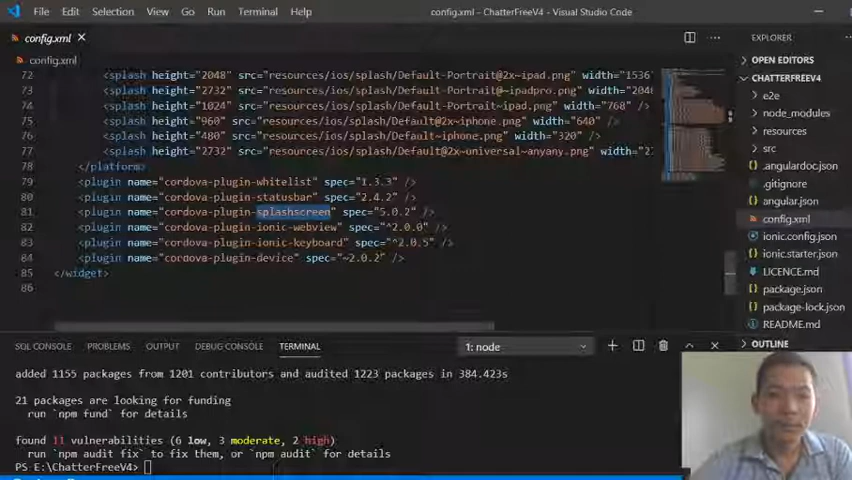 File Edit Selection View Go Run Terminal Help config.xml - ChatterFreeV4 - Visual Studio Code
config.xml
config.xml
EXPLORER
OPEN EDITORS
CHATTERFREEV4
e2e
node_modules
resources
src
.angulardoc.json
.gitignore
angular.json
config.xml
ionic.config.json
ionic.starter.json
LICENCE.md
package.json
package-lock.json
README.md
OUTLINE
72 <splash height="2048" src="resources/ios/splash/Default-Portrait@2x~ipad.png" width="1536"
73 <splash height="2732" src="resources/ios/splash/Default-Portrait@~ipadpro.png" width="2048
74 <splash height="1024" src="resources/ios/splash/Default-Portrait~ipad.png" width="768" />
75 <splash height="960" src="resources/ios/splash/Default@2x~iphone.png" width="640" />
76 <splash height="480" src="resources/ios/splash/Default~iphone.png" width="320" />
77 <splash height="2732" src="resources/ios/splash/Default@2x~universal~anyany.png" width="27
78 </platform>
79 <plugin name="cordova-plugin-whitelist" spec="1.3.3" />
80 <plugin name="cordova-plugin-statusbar" spec="2.4.2" />
81 <plugin name="cordova-plugin-splashscreen" spec="5.0.2" />
82 <plugin name="cordova-plugin-ionic-webview" spec="^2.0.0" />
83 <plugin name="cordova-plugin-ionic-keyboard" spec="^2.0.5" />
84 <plugin name="cordova-plugin-device" spec="~2.0.2" />
85 </widget>
86
SQL CONSOLE PROBLEMS OUTPUT DEBUG CONSOLE TERMINAL 1: node
added 1155 packages from 1201 contributors and audited 1223 packages in 384.423s
21 packages are looking for funding
run `npm fund` for details
found 11 vulnerabilities (6 low, 3 moderate, 2 high)
run `npm audit fix` to fix them, or `npm audit` for details
PS E:\ChatterFreeV4>